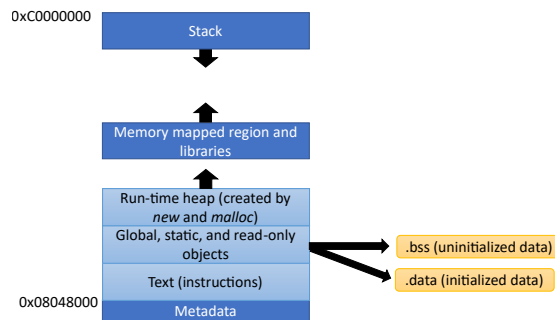 0xC0000000
Stack
Memory mapped region and
libraries
Run-time heap (created by
new and malloc)
Global, static, and read-only
objects
.bss (uninitialized data)
.data (initialized data)
Text (instructions)
0x08048000
Metadata